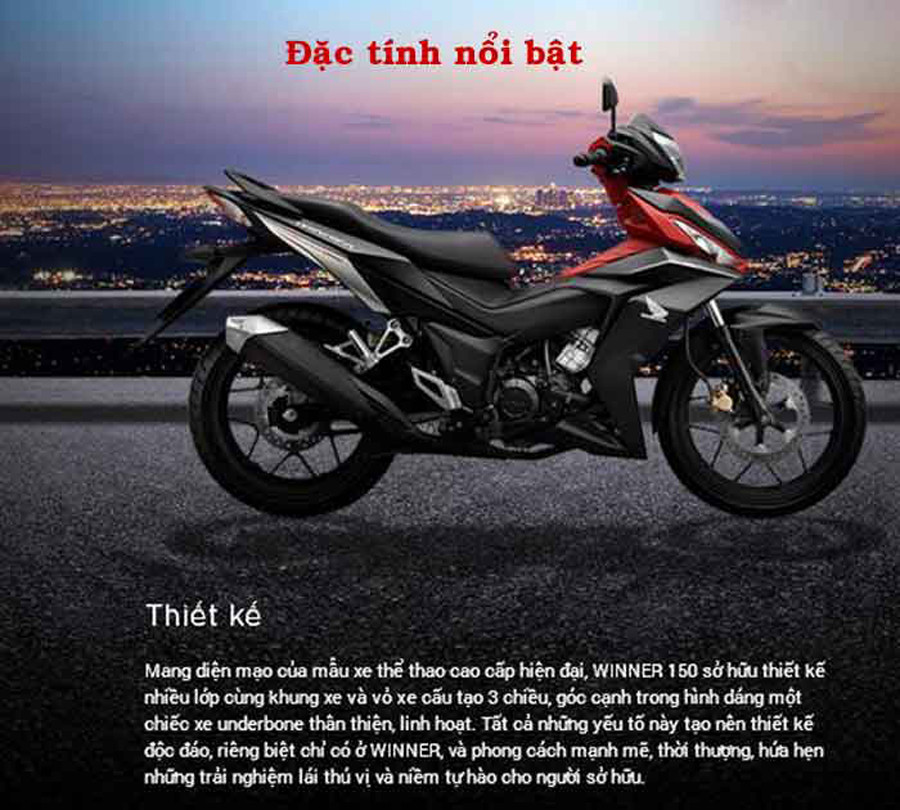 Đặc tính nổi bật
WINNER
Thiết kế
Mang diện mạo của mẫu xe thể thao cao cấp hiện đại, WINNER 150 sở hữu thiết kế
nhiều lớp cùng khung xe và vỏ xe cấu tạo 3 chiều, góc cạnh trong hình dáng một
chiếc xe underbone thân thiện, linh hoạt. Tất cả những yếu tố này tạo nên thiết kế
độc đáo, riêng biệt chỉ có ở WINNER, và phong cách mạnh mẽ, thời thượng, hứa hẹn
những trải nghiệm lái thú vị và niềm tự hào cho người sở hữu.